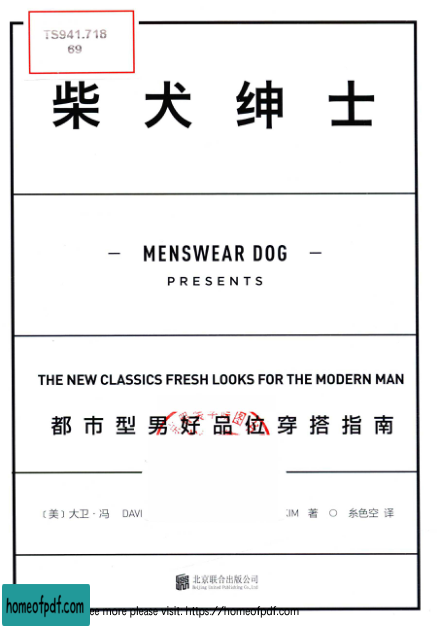 TS941.718
69
柴犬绅士
— MENSWEAR DOG —
PRESENTS
THE NEW CLASSICS FRESH LOOKS FOR THE MODERN MAN
都市型男好品位穿搭指南
〔美〕大卫·冯 DAVI
JM 著 ○ 糸色空 译
北京联合出版公司
Beijing United Publishing Co.,Ltd.
homeofpdf.com
ee more please visit: https://homeofpdf.com